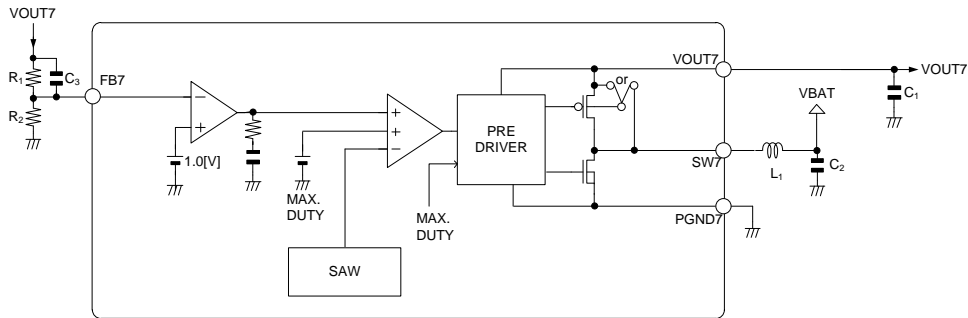 VOUT7
R1
C3
R2
FB7
−
+
1.0[V]
+
+
−
MAX.
DUTY
SAW
MAX.
DUTY
PRE
DRIVER
or
VOUT7
SW7
PGND7
VOUT7
C1
VBAT
L1
C2